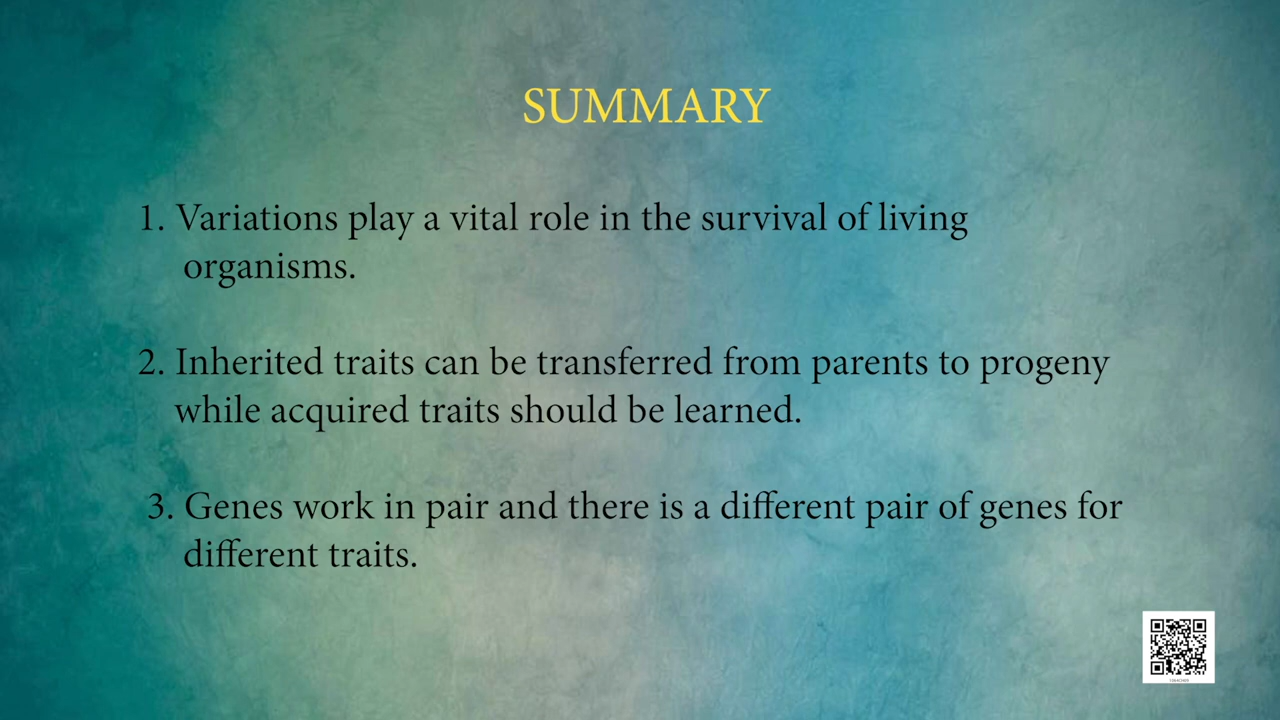 SUMMARY
1. Variations play a vital role in the survival of living
organisms.
2. Inherited traits can be transferred from parents to progeny
while acquired traits should be learned.
3. Genes work in pair and there is a different pair of genes for
different traits.